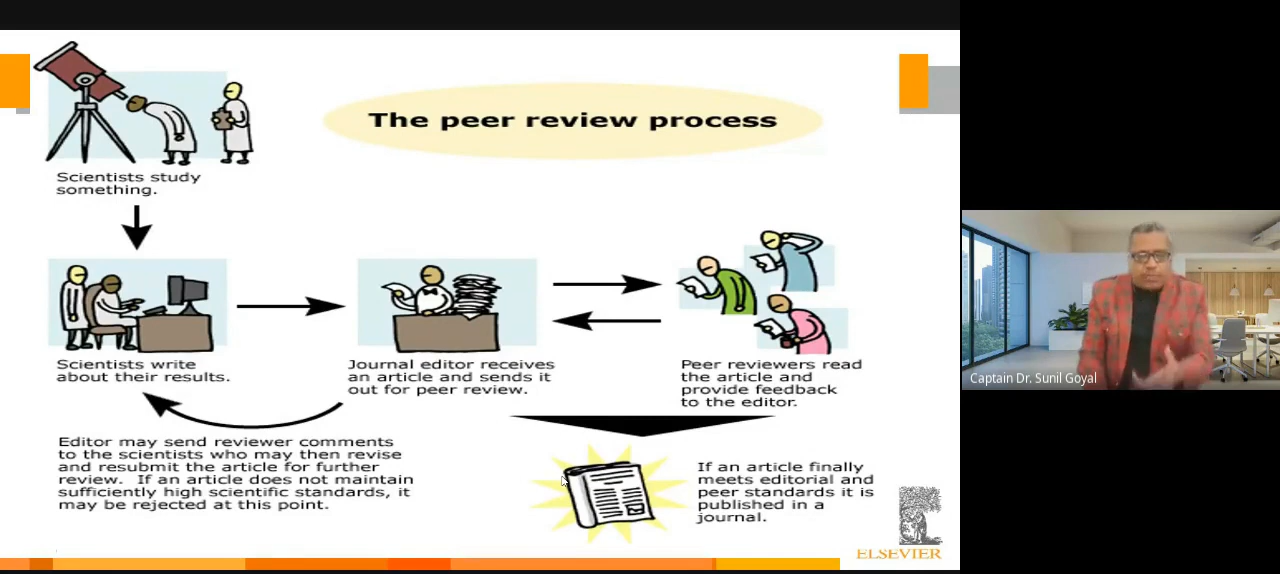 The peer review process
Scientists study
something.
Scientists write
about their results.
Journal editor receives
an article and sends it
out for peer review.
Peer reviewers read
the article and
provide feedback
to the editor.
Editor may send reviewer comments
to the scientists who may then revise
and resubmit the article for further
review. If an article does not maintain
sufficiently high scientific standards, it
may be rejected at this point.
If an article finally
meets editorial and
peer standards it is
published in a
journal.
ELSEVIER
Captain Dr. Sunil Goyal